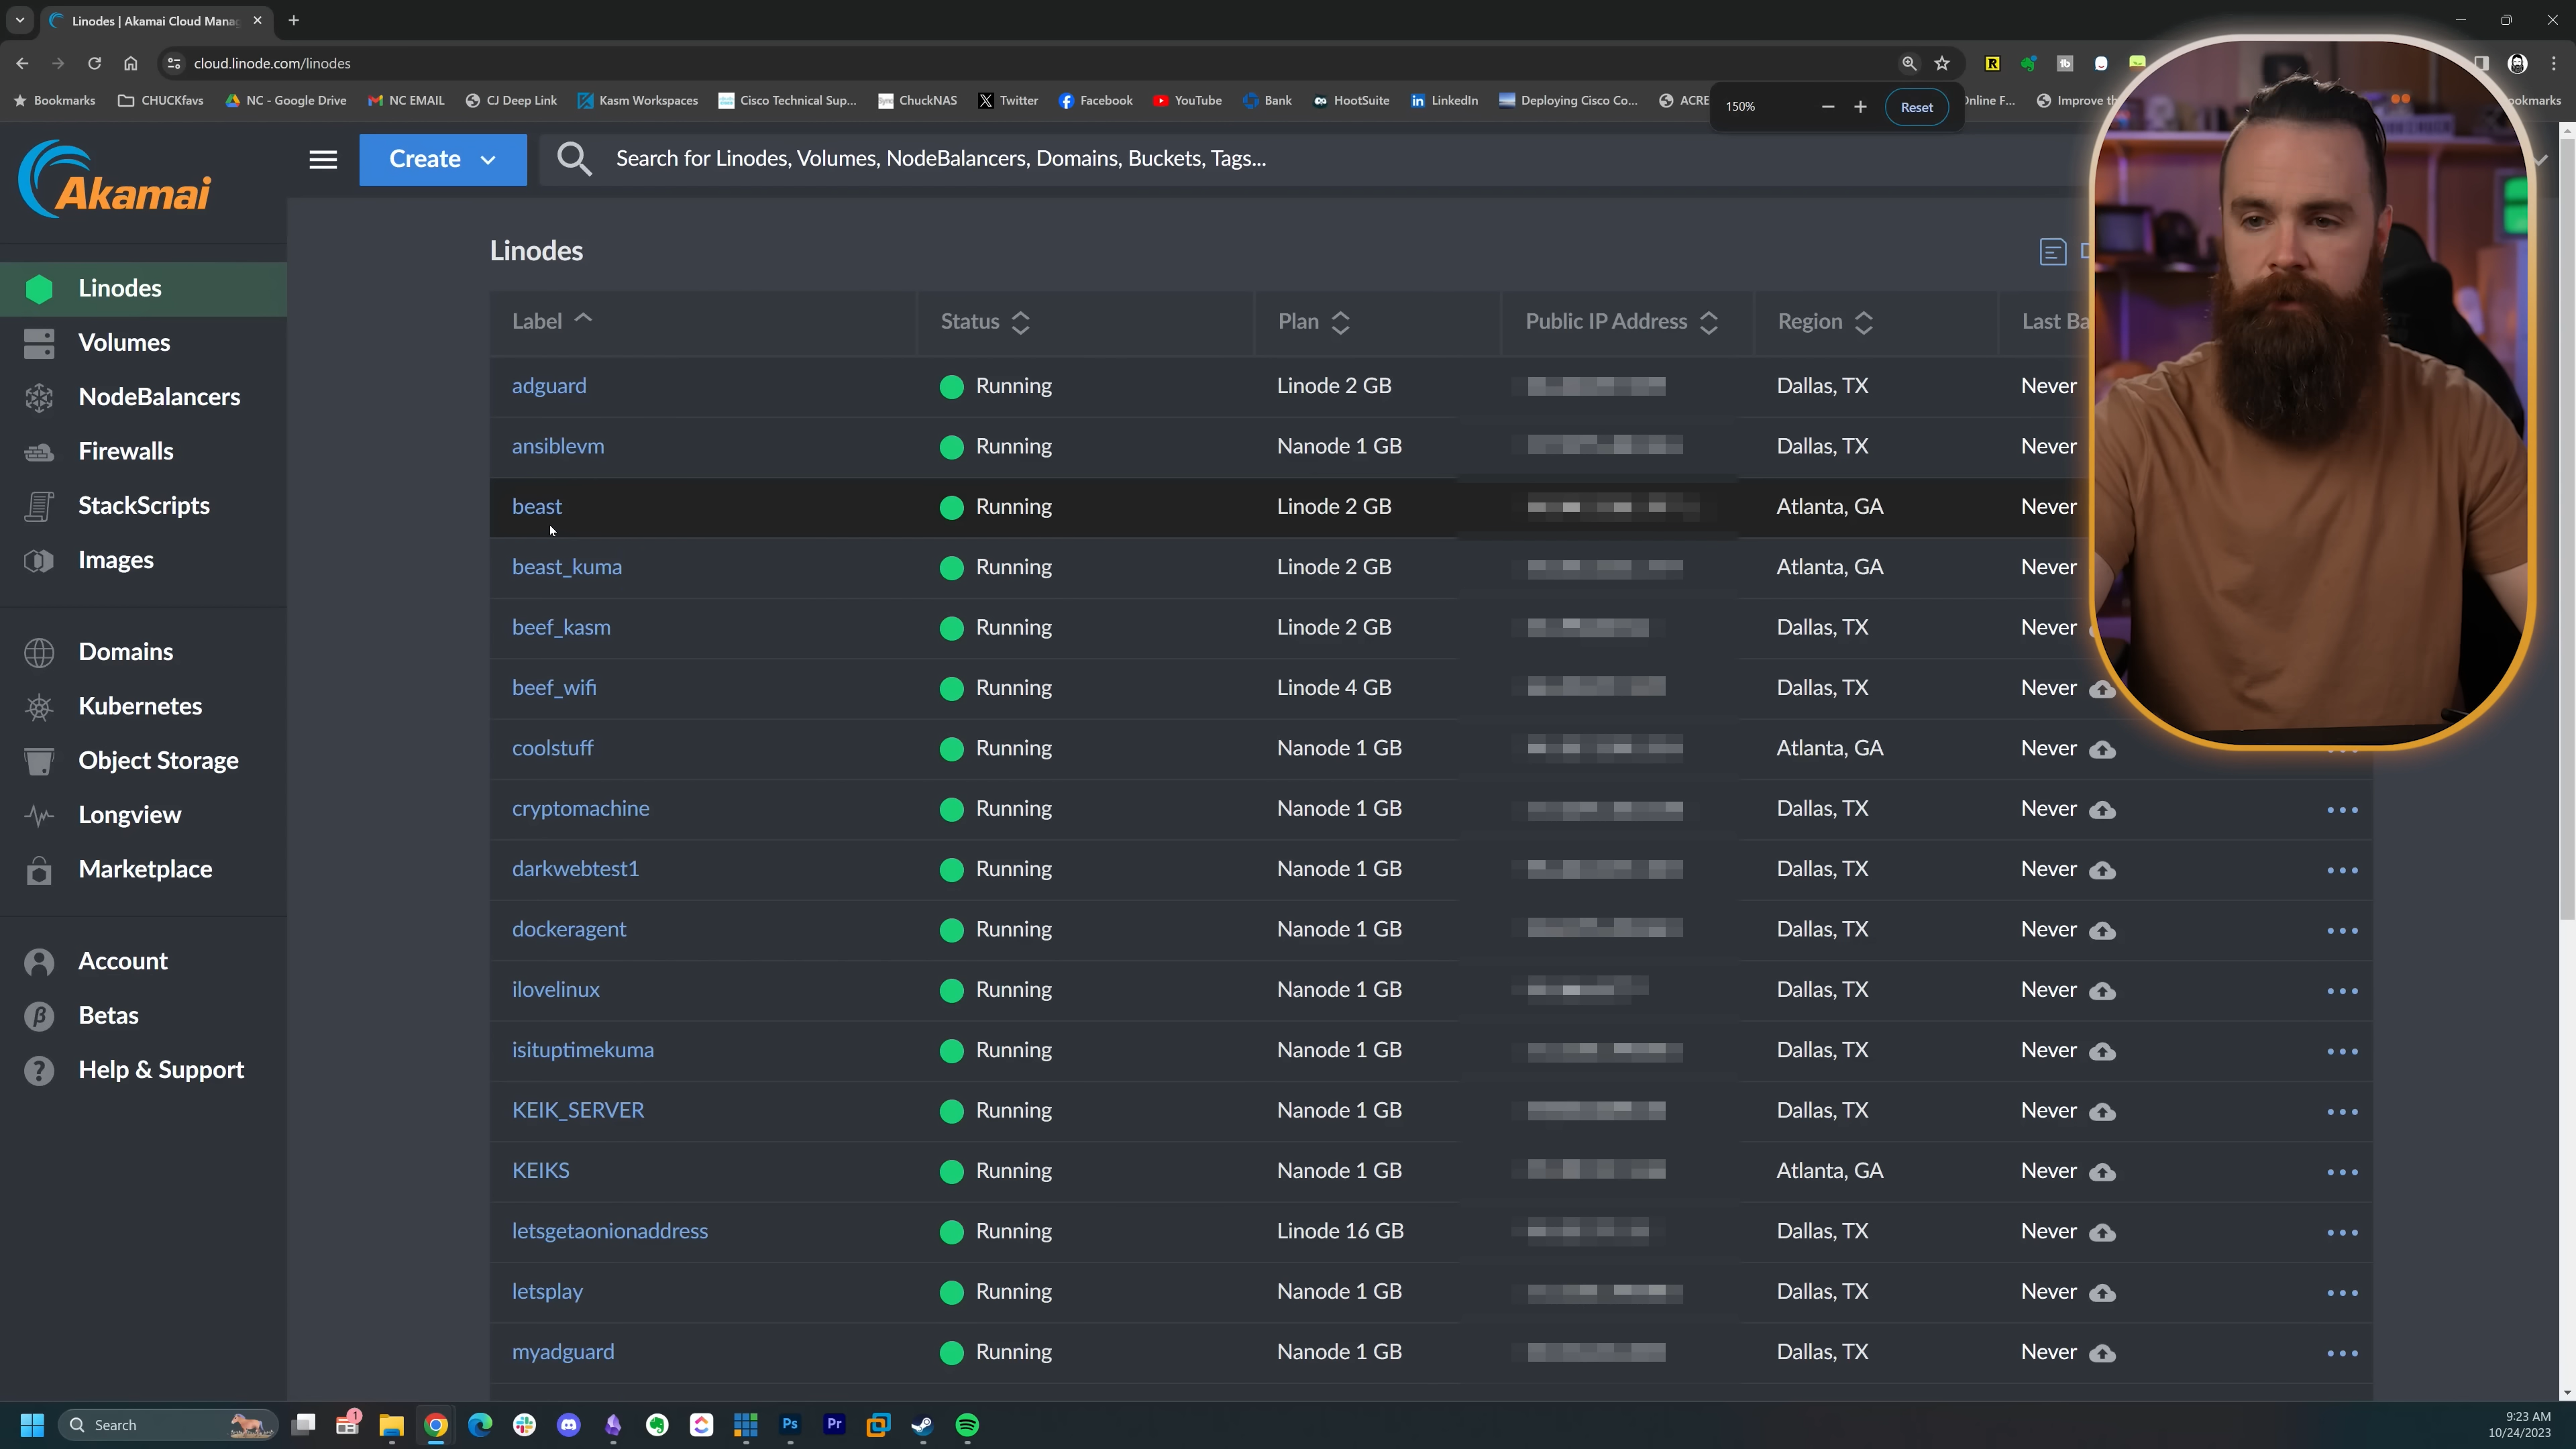 Linodes | Akamai Cloud Mana
cloud.linode.com/linodes
Bookmarks CHUCKfavs NC - Google Drive NC EMAIL CJ Deep Link Kasm Workspaces Cisco Technical Sup... ChuckNAS Twitter Facebook YouTube Bank HootSuite LinkedIn Deploying Cisco Co... ACRE Online F... Improve th ookmarks
150% Reset
Akamai
Create
Search for Linodes, Volumes, NodeBalancers, Domains, Buckets, Tags...
Linodes
Volumes
NodeBalancers
Firewalls
StackScripts
Images
Domains
Kubernetes
Object Storage
Longview
Marketplace
Account
Betas
Help & Support
Linodes
Label Status Plan Public IP Address Region Last Ba
adguard Running Linode 2 GB Dallas, TX Never
ansiblevm Running Nanode 1 GB Dallas, TX Never
beast Running Linode 2 GB Atlanta, GA Never
beast_kuma Running Linode 2 GB Atlanta, GA Never
beef_kasm Running Linode 2 GB Dallas, TX Never
beef_wifi Running Linode 4 GB Dallas, TX Never
coolstuff Running Nanode 1 GB Atlanta, GA Never
cryptomachine Running Nanode 1 GB Dallas, TX Never
darkwebtest1 Running Nanode 1 GB Dallas, TX Never
dockeragent Running Nanode 1 GB Dallas, TX Never
ilovelinux Running Nanode 1 GB Dallas, TX Never
isituptimekuma Running Nanode 1 GB Dallas, TX Never
KEIK_SERVER Running Nanode 1 GB Dallas, TX Never
KEIKS Running Nanode 1 GB Atlanta, GA Never
letsgetaonionaddress Running Linode 16 GB Dallas, TX Never
letsplay Running Nanode 1 GB Dallas, TX Never
myadguard Running Nanode 1 GB Dallas, TX Never
Search
1
Ps
Pr
9:23 AM
10/24/2023